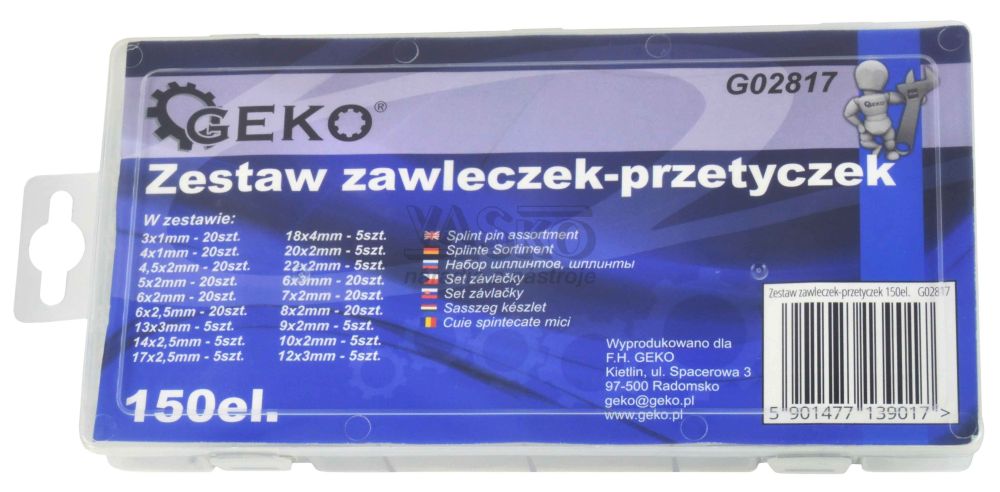 GEKO®
G02817
GEKO
Zestaw zawleczek-przetyczek
W zestawie:
3x1mm - 20szt.
4x1mm - 20szt.
4,5x2mm - 20szt.
5x2mm - 20szt.
6x2mm - 20szt.
6x2,5mm - 20szt.
13x3mm - 5szt.
14x2,5mm - 5szt.
17x2,5mm - 5szt.
18x4mm - 5szt.
20x2mm - 5szt.
22x2mm - 5szt.
6x3mm - 20szt.
7x2mm - 20szt.
8x2mm - 20szt.
9x2mm - 5szt.
10x2mm - 5szt.
12x3mm - 5szt.
Splint pin assortment
Splinte Sortiment
Набор шплинтов, шплинты
Set závlačky
Set závlačky
Sasszeg készlet
Cuie spintecate mici
150el.
Wyprodukowano dla
F.H. GEKO
Kietlin, ul. Spacerowa 3
97-500 Radomsko
geko@geko.pl
www.geko.pl
Zestaw zawleczek-przetyczek 150el. G02817
5 901477 139017 >